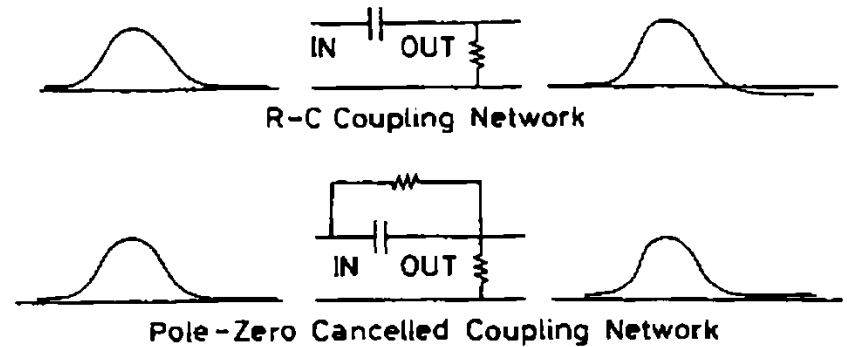 IN OUT
R-C Coupling Network
IN OUT
Pole-Zero Cancelled Coupling Network